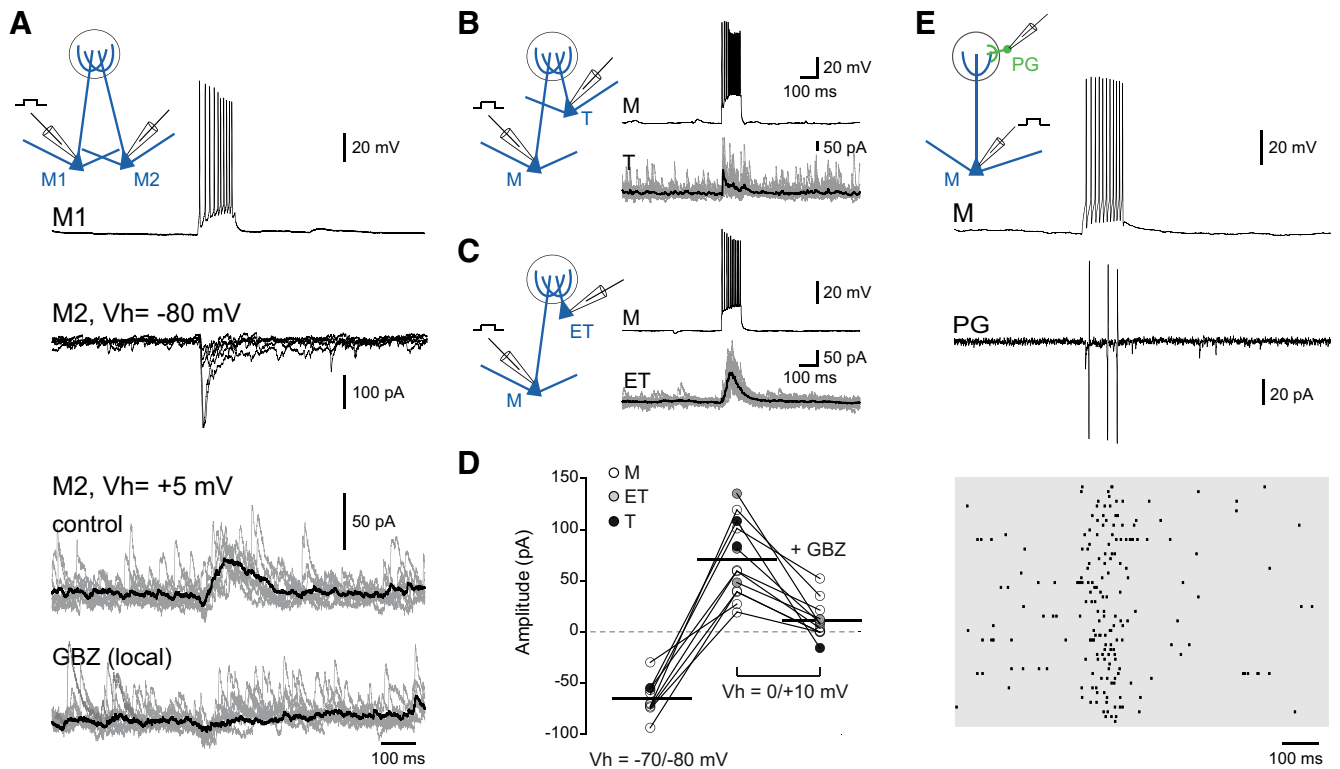 A
M1
M2
20 mV
M1
M2, Vh= -80 mV
100 pA
M2, Vh= +5 mV
control
50 pA
GBZ (local)
100 ms
B
T
M
M
20 mV
100 ms
T
50 pA
C
ET
M
M
20 mV
ET
50 pA
100 ms
D
Amplitude (pA)
150
100
50
0
-50
-100
M
ET
T
+ GBZ
Vh = 0/+10 mV
Vh = -70/-80 mV
E
PG
M
20 mV
M
PG
20 pA
100 ms